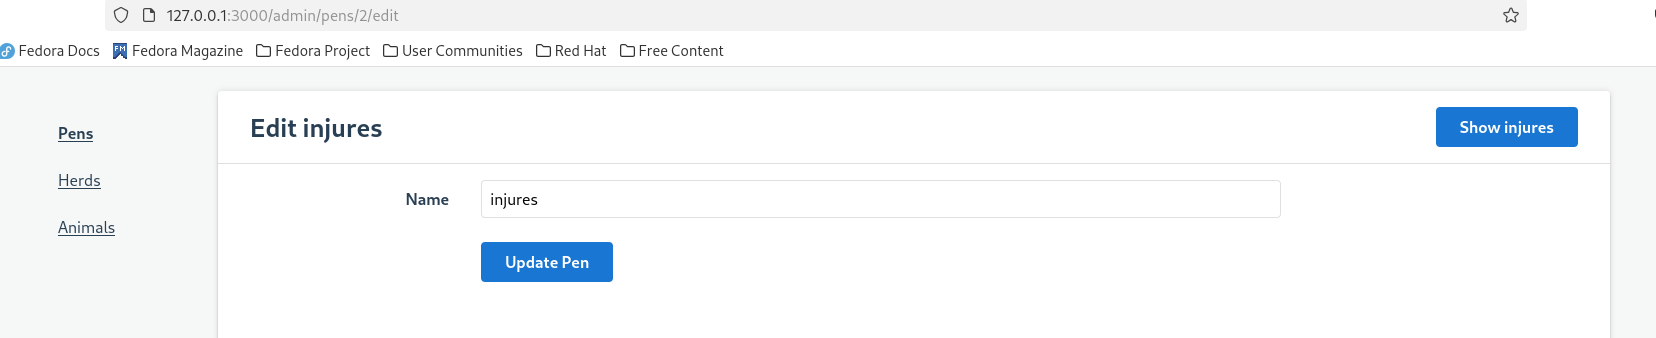 127.0.0.1:3000/admin/pens/2/edit
Fedora Docs FM Fedora Magazine Fedora Project User Communities Red Hat Free Content
Pens
Herds
Animals
Edit injures
Show injures
Name
injures
Update Pen